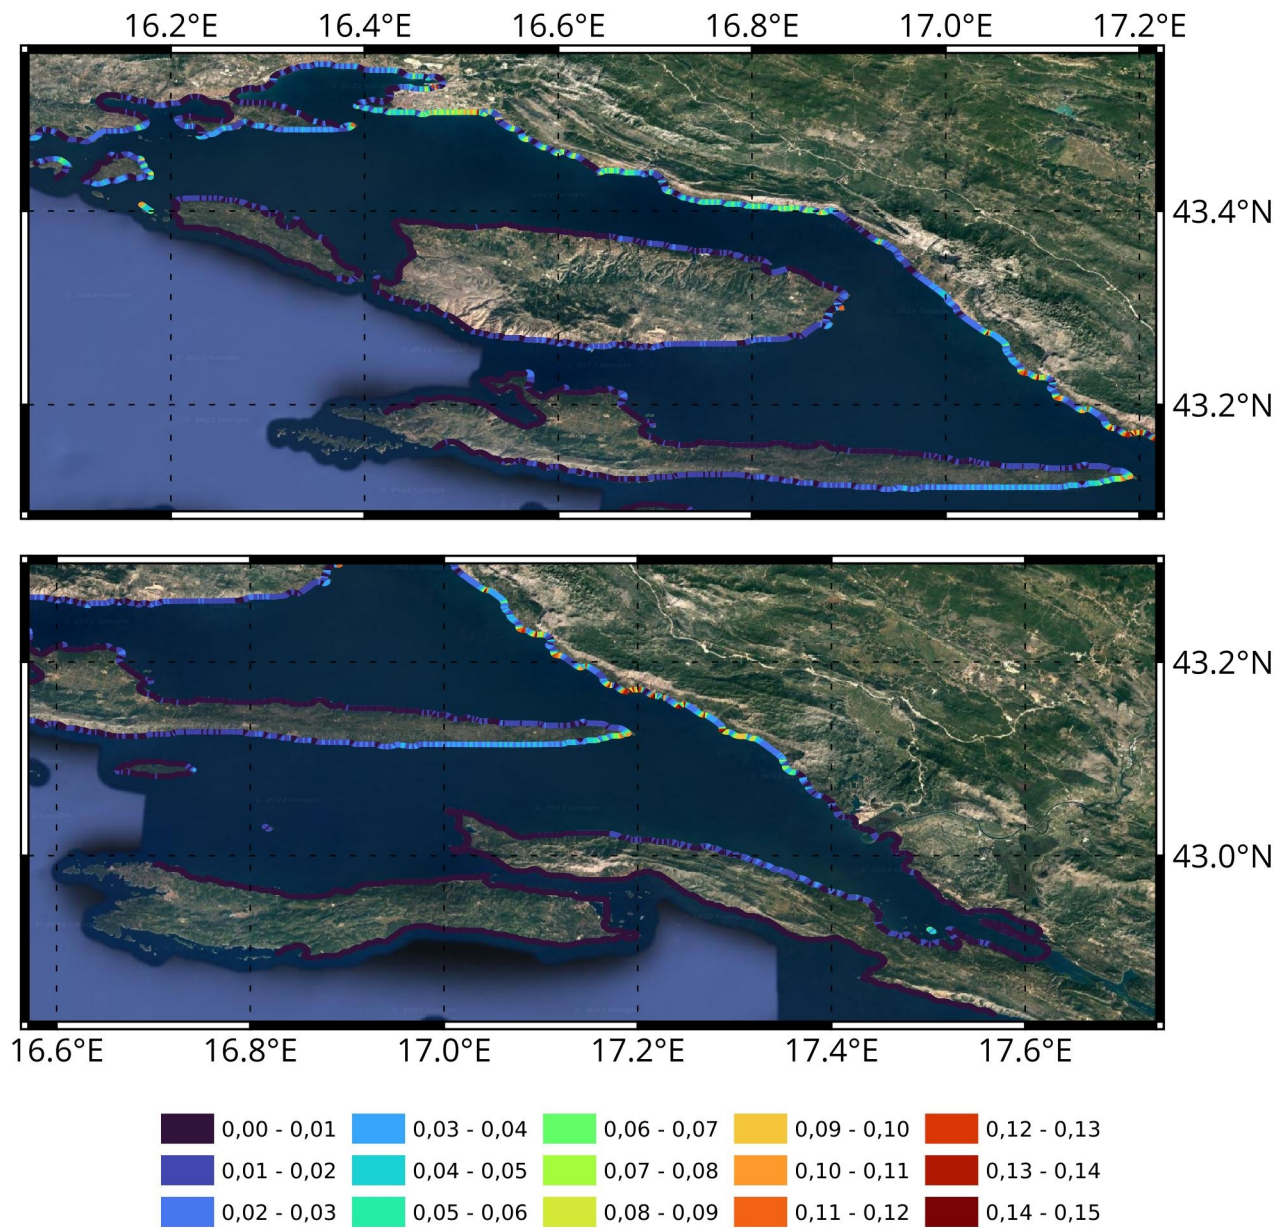 16.2°E 16.4°E 16.6°E 16.8°E 17.0°E 17.2°E
43.4°N
43.2°N
43.2°N
43.0°N
16.6°E 16.8°E 17.0°E 17.2°E 17.4°E 17.6°E
0,00 - 0,01 0,03 - 0,04 0,06 - 0,07 0,09 - 0,10 0,12 - 0,13
0,01 - 0,02 0,04 - 0,05 0,07 - 0,08 0,10 - 0,11 0,13 - 0,14
0,02 - 0,03 0,05 - 0,06 0,08 - 0,09 0,11 - 0,12 0,14 - 0,15